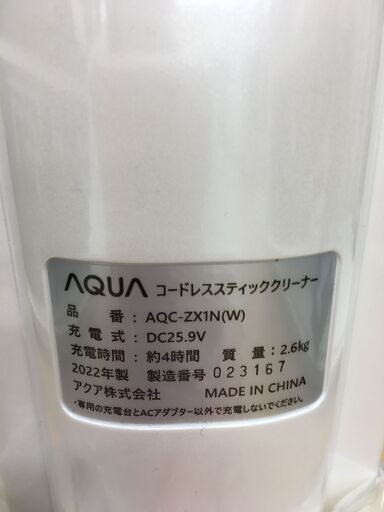 AQUA コードレススティッククリーナー
品 番 : AQC-ZX1N(W)
充 電 式 : DC25.9V
充電時間 : 約4時間 質 量 : 2.6kg
2022年製 製造番号 023167
アクア株式会社 MADE IN CHINA
・専用の充電台とACアダプター以外で充電しないでください。